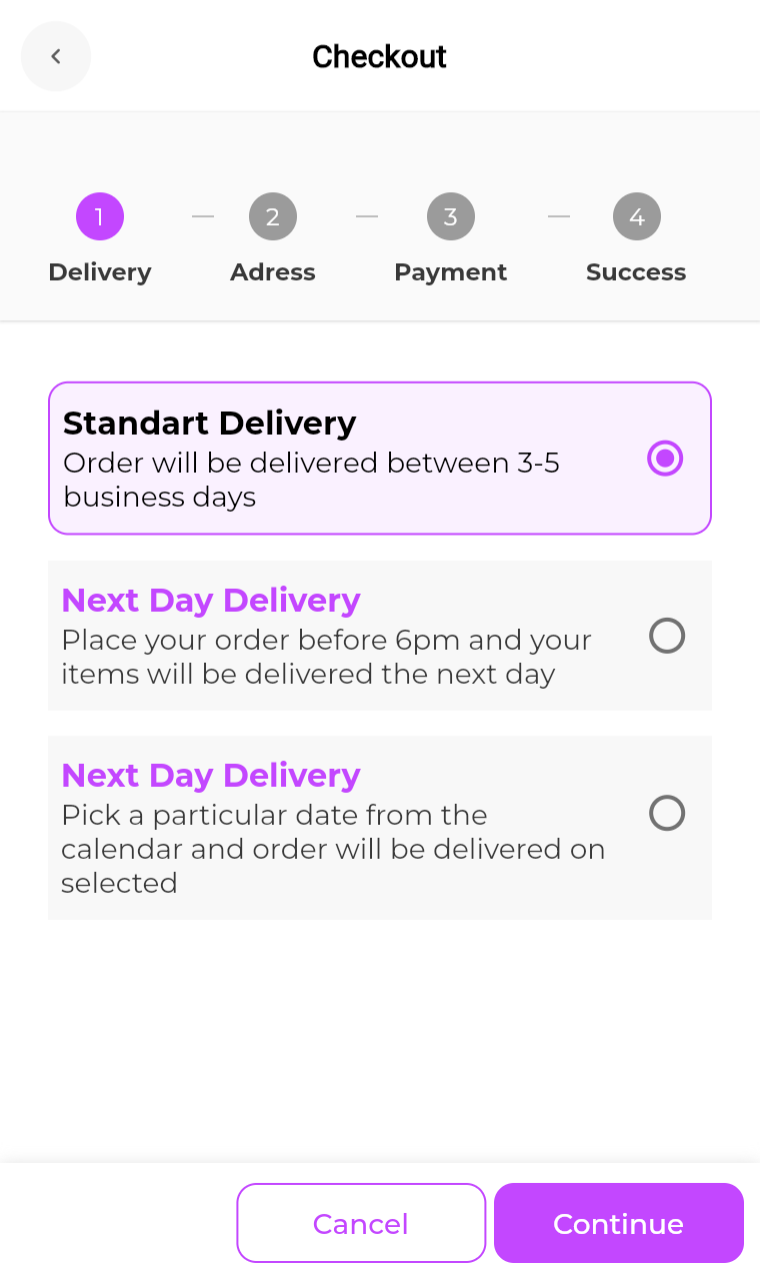 Checkout
1 2 3 4
Delivery Adress Payment Success
Standart Delivery
Order will be delivered between 3-5
business days
Next Day Delivery
Place your order before 6pm and your
items will be delivered the next day
Next Day Delivery
Pick a particular date from the
calendar and order will be delivered on
selected
Cancel Continue